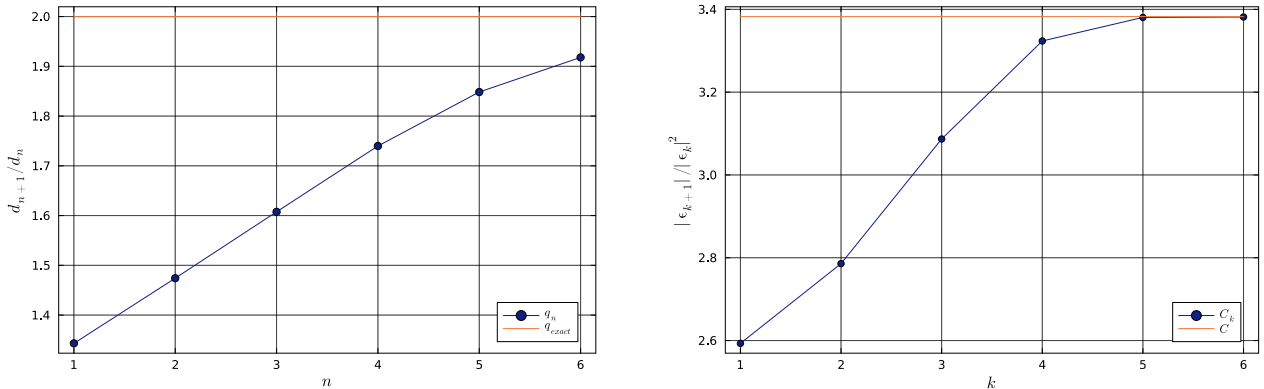 2.0
1.9
1.8
1.7
1.6
1.5
1.4
d_{n+1}/d_n
1 2 3 4 5 6
n
q_n
q_{exact}
3.4
3.2
3.0
2.8
2.6
|ϵ_{k+1}|/|ϵ_k|^2
1 2 3 4 5 6
k
C_k
C